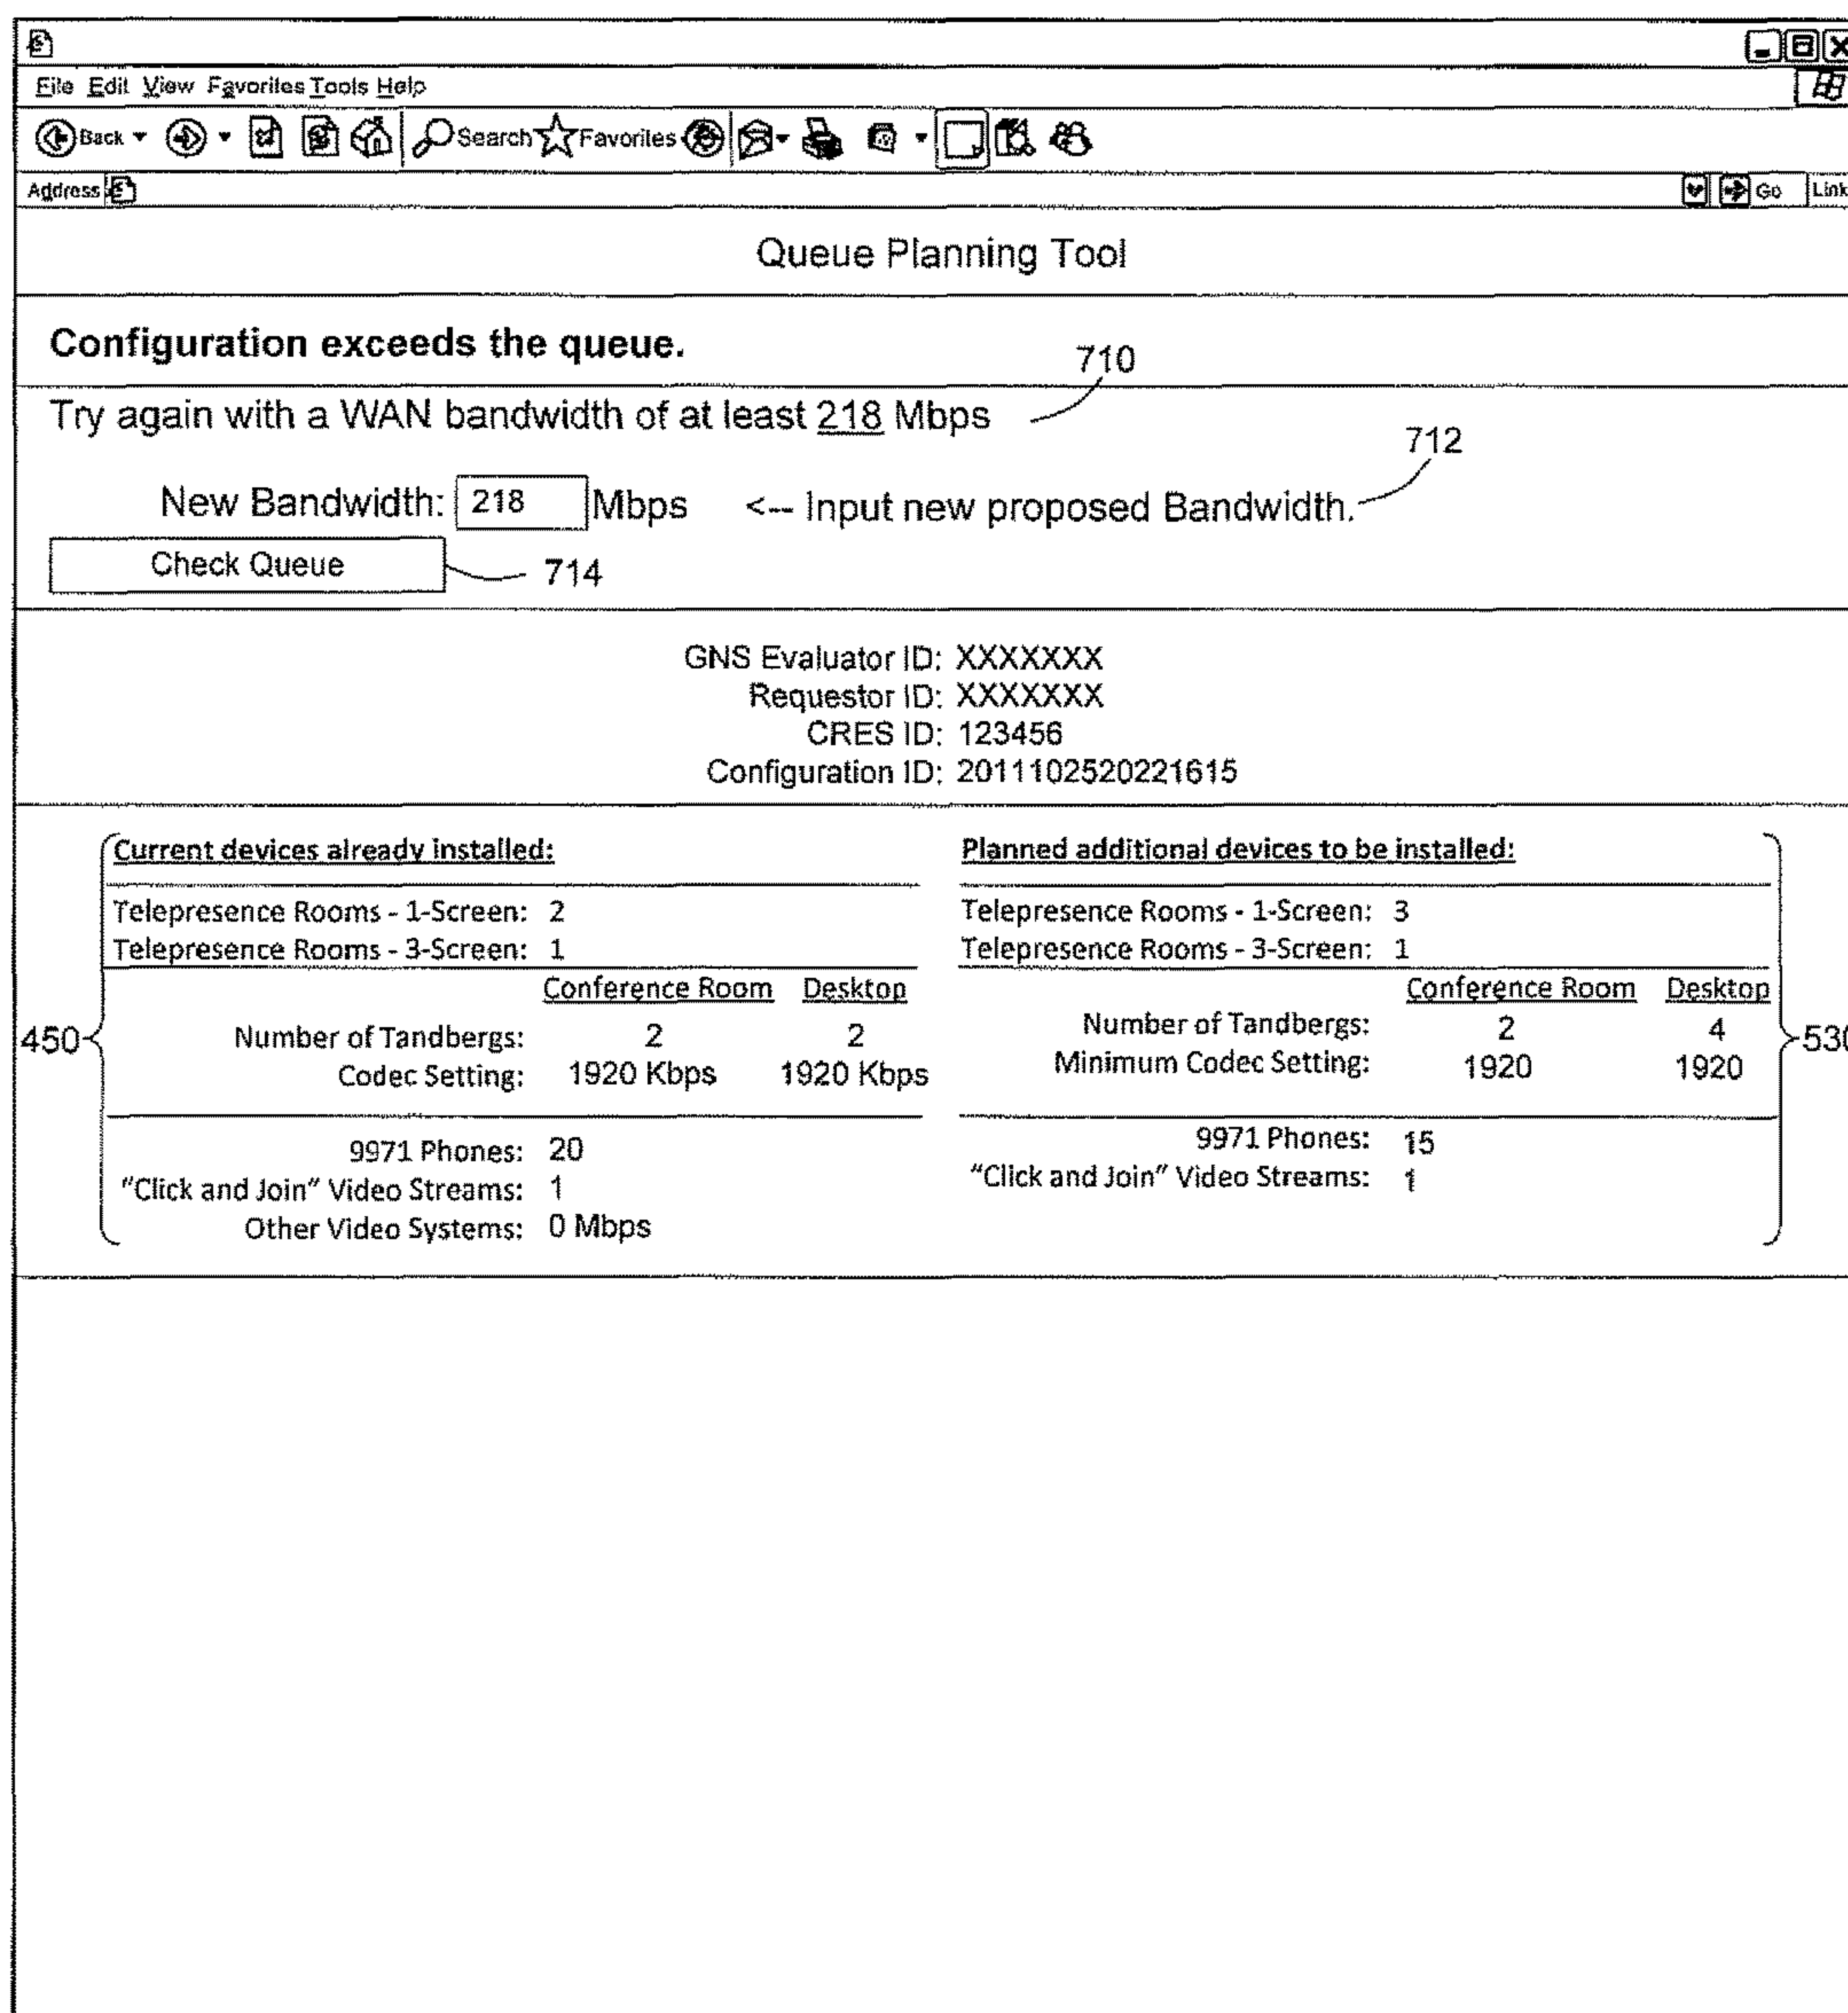 File Edit View Favorites Tools Help
Back Search Favorites
Address Go Link
Queue Planning Tool
Configuration exceeds the queue.
710
Try again with a WAN bandwidth of at least 218 Mbps
712
New Bandwidth: 218 Mbps <-- Input new proposed Bandwidth.
Check Queue 714
GNS Evaluator ID: XXXXXXX
Requestor ID: XXXXXXX
CRES ID: 123456
Configuration ID: 2011102520221615
Current devices already installed:
Telepresence Rooms - 1-Screen: 2
Telepresence Rooms - 3-Screen: 1
Conference Room Desktop
Number of Tandbergs: 2 2
Codec Setting: 1920 Kbps 1920 Kbps
9971 Phones: 20
"Click and Join" Video Streams: 1
Other Video Systems: 0 Mbps
450
Planned additional devices to be installed:
Telepresence Rooms - 1-Screen: 3
Telepresence Rooms - 3-Screen: 1
Conference Room Desktop
Number of Tandbergs: 2 4
Minimum Codec Setting: 1920 1920
9971 Phones: 15
"Click and Join" Video Streams: 1
530